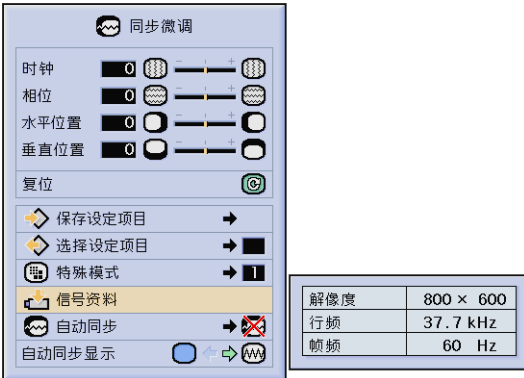 同步微调
时钟 0
相位 0
水平位置 0
垂直位置 0
复位
保存设定项目
选择设定项目
特殊模式 1
信号资料
自动同步
自动同步显示
解像度 800 × 600
行频 37.7 kHz
帧频 60 Hz